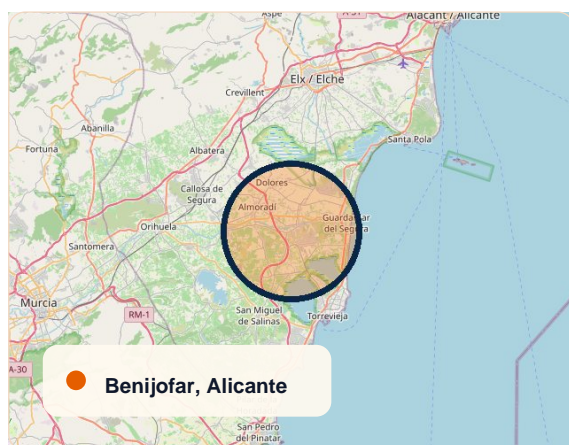 Aspe
A-31
Alacant / Alicante
Elx / Elche
Crevillent
Abanilla
Fortuna
Albatera
Santa Pola
Callosa de
Segura
Dolores
Almoradí
Guardamar
del Segura
Orihuela
Santomera
Murcia
RM-1
San Miguel
de Salinas
Torrevieja
A-30
Benijofar, Alicante
San Pedro
del Pinatar